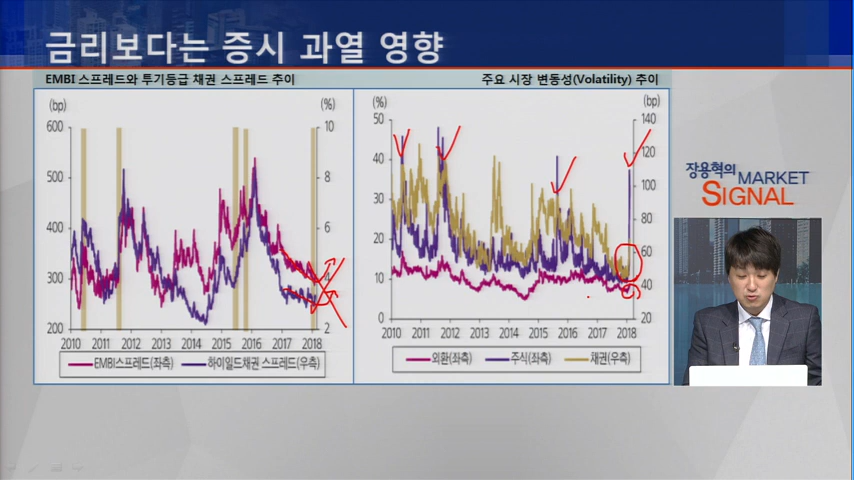 금리보다는 증시 과열 영향
EMBI 스프레드와 투기등급 채권 스프레드 추이
(bp)
(%)
600
500
400
300
200
10
8
6
4
2
2010 2011 2012 2013 2014 2015 2016 2017 2018
EMBI스프레드(좌측) 하이일드채권 스프레드(우측)
주요 시장 변동성(Volatility) 추이
(%)
(bp)
50
40
30
20
10
0
140
120
100
80
60
40
20
2010 2011 2012 2013 2014 2015 2016 2017 2018
외환(좌측) 주식(좌측) 채권(우측)
장용혁의
MARKET
SIGNAL